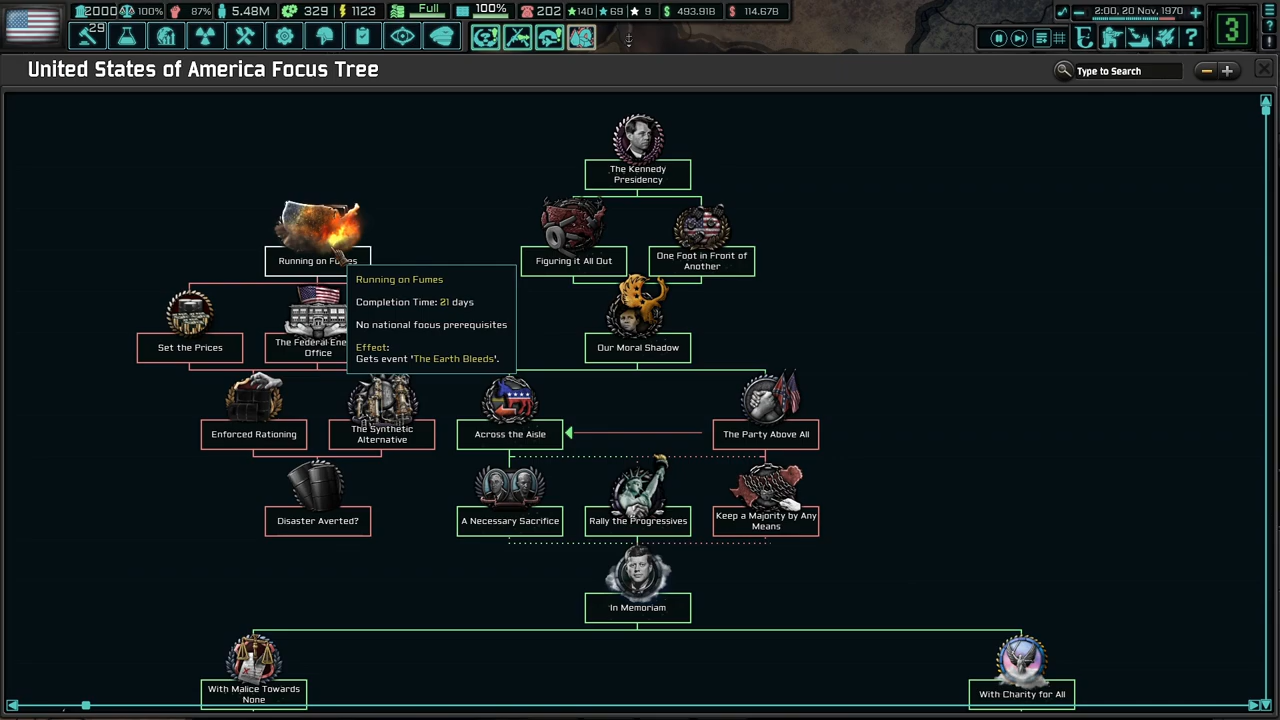 2000 100% 87% 5.48M 329 1123 Full 100% 202 140 69 9 $ 493.91B $ 114.67B 2:00, 20 Nov, 1970
29
3
United States of America Focus Tree
Type to Search
The Kennedy
Presidency
Running on Fumes
Figuring it All Out
One Foot in Front of
Another
Running on Fumes
Completion Time: 21 days
No national focus prerequisites
Effect:
Gets event 'The Earth Bleeds'.
Set the Prices
The Federal Ene
Office
Our Moral Shadow
Enforced Rationing
The Synthetic
Alternative
Across the Aisle
The Party Above All
Disaster Averted?
A Necessary Sacrifice
Rally the Progressives
Keep a Majority by Any
Means
In Memoriam
With Malice Towards
None
With Charity for All